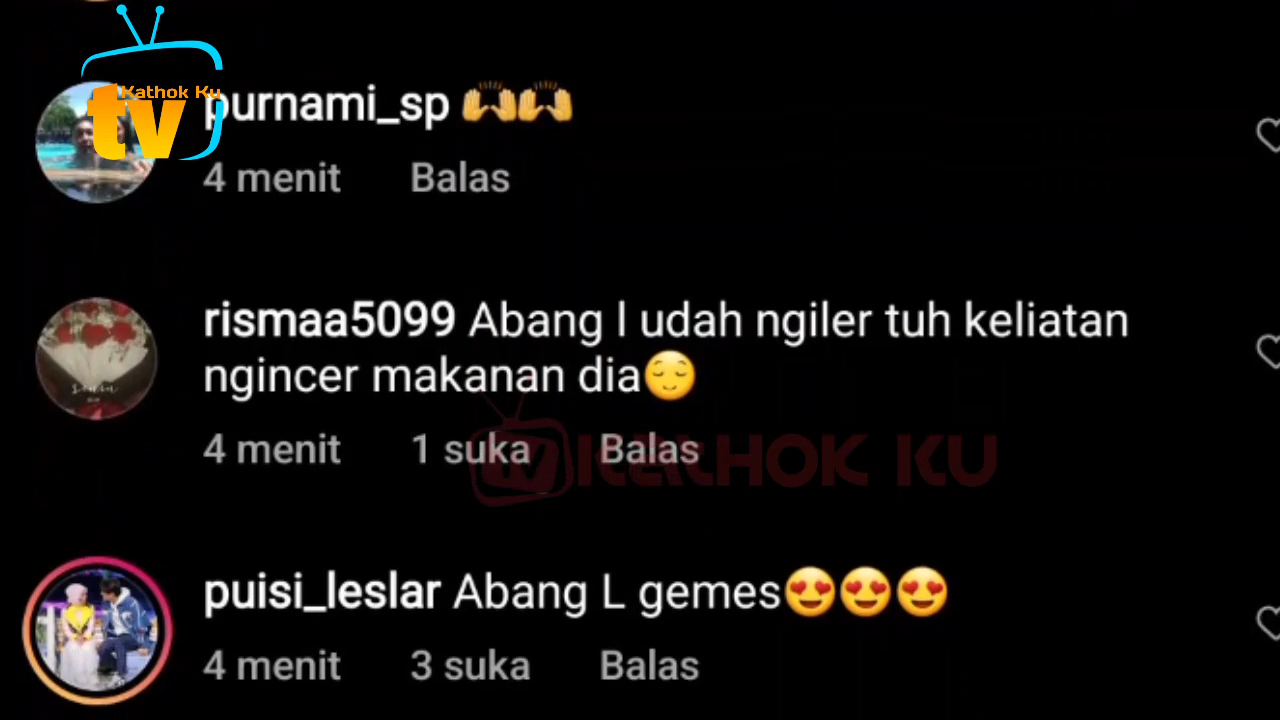 Kathok Ku
tv
purnami_sp 🙌🙌
4 menit Balas
rismaa5099 Abang l udah ngiler tuh keliatan
ngincer makanan dia😌
4 menit 1 suka Balas
tv KATHOK KU
puisi_leslar Abang L gemes😍😍😍
4 menit 3 suka Balas